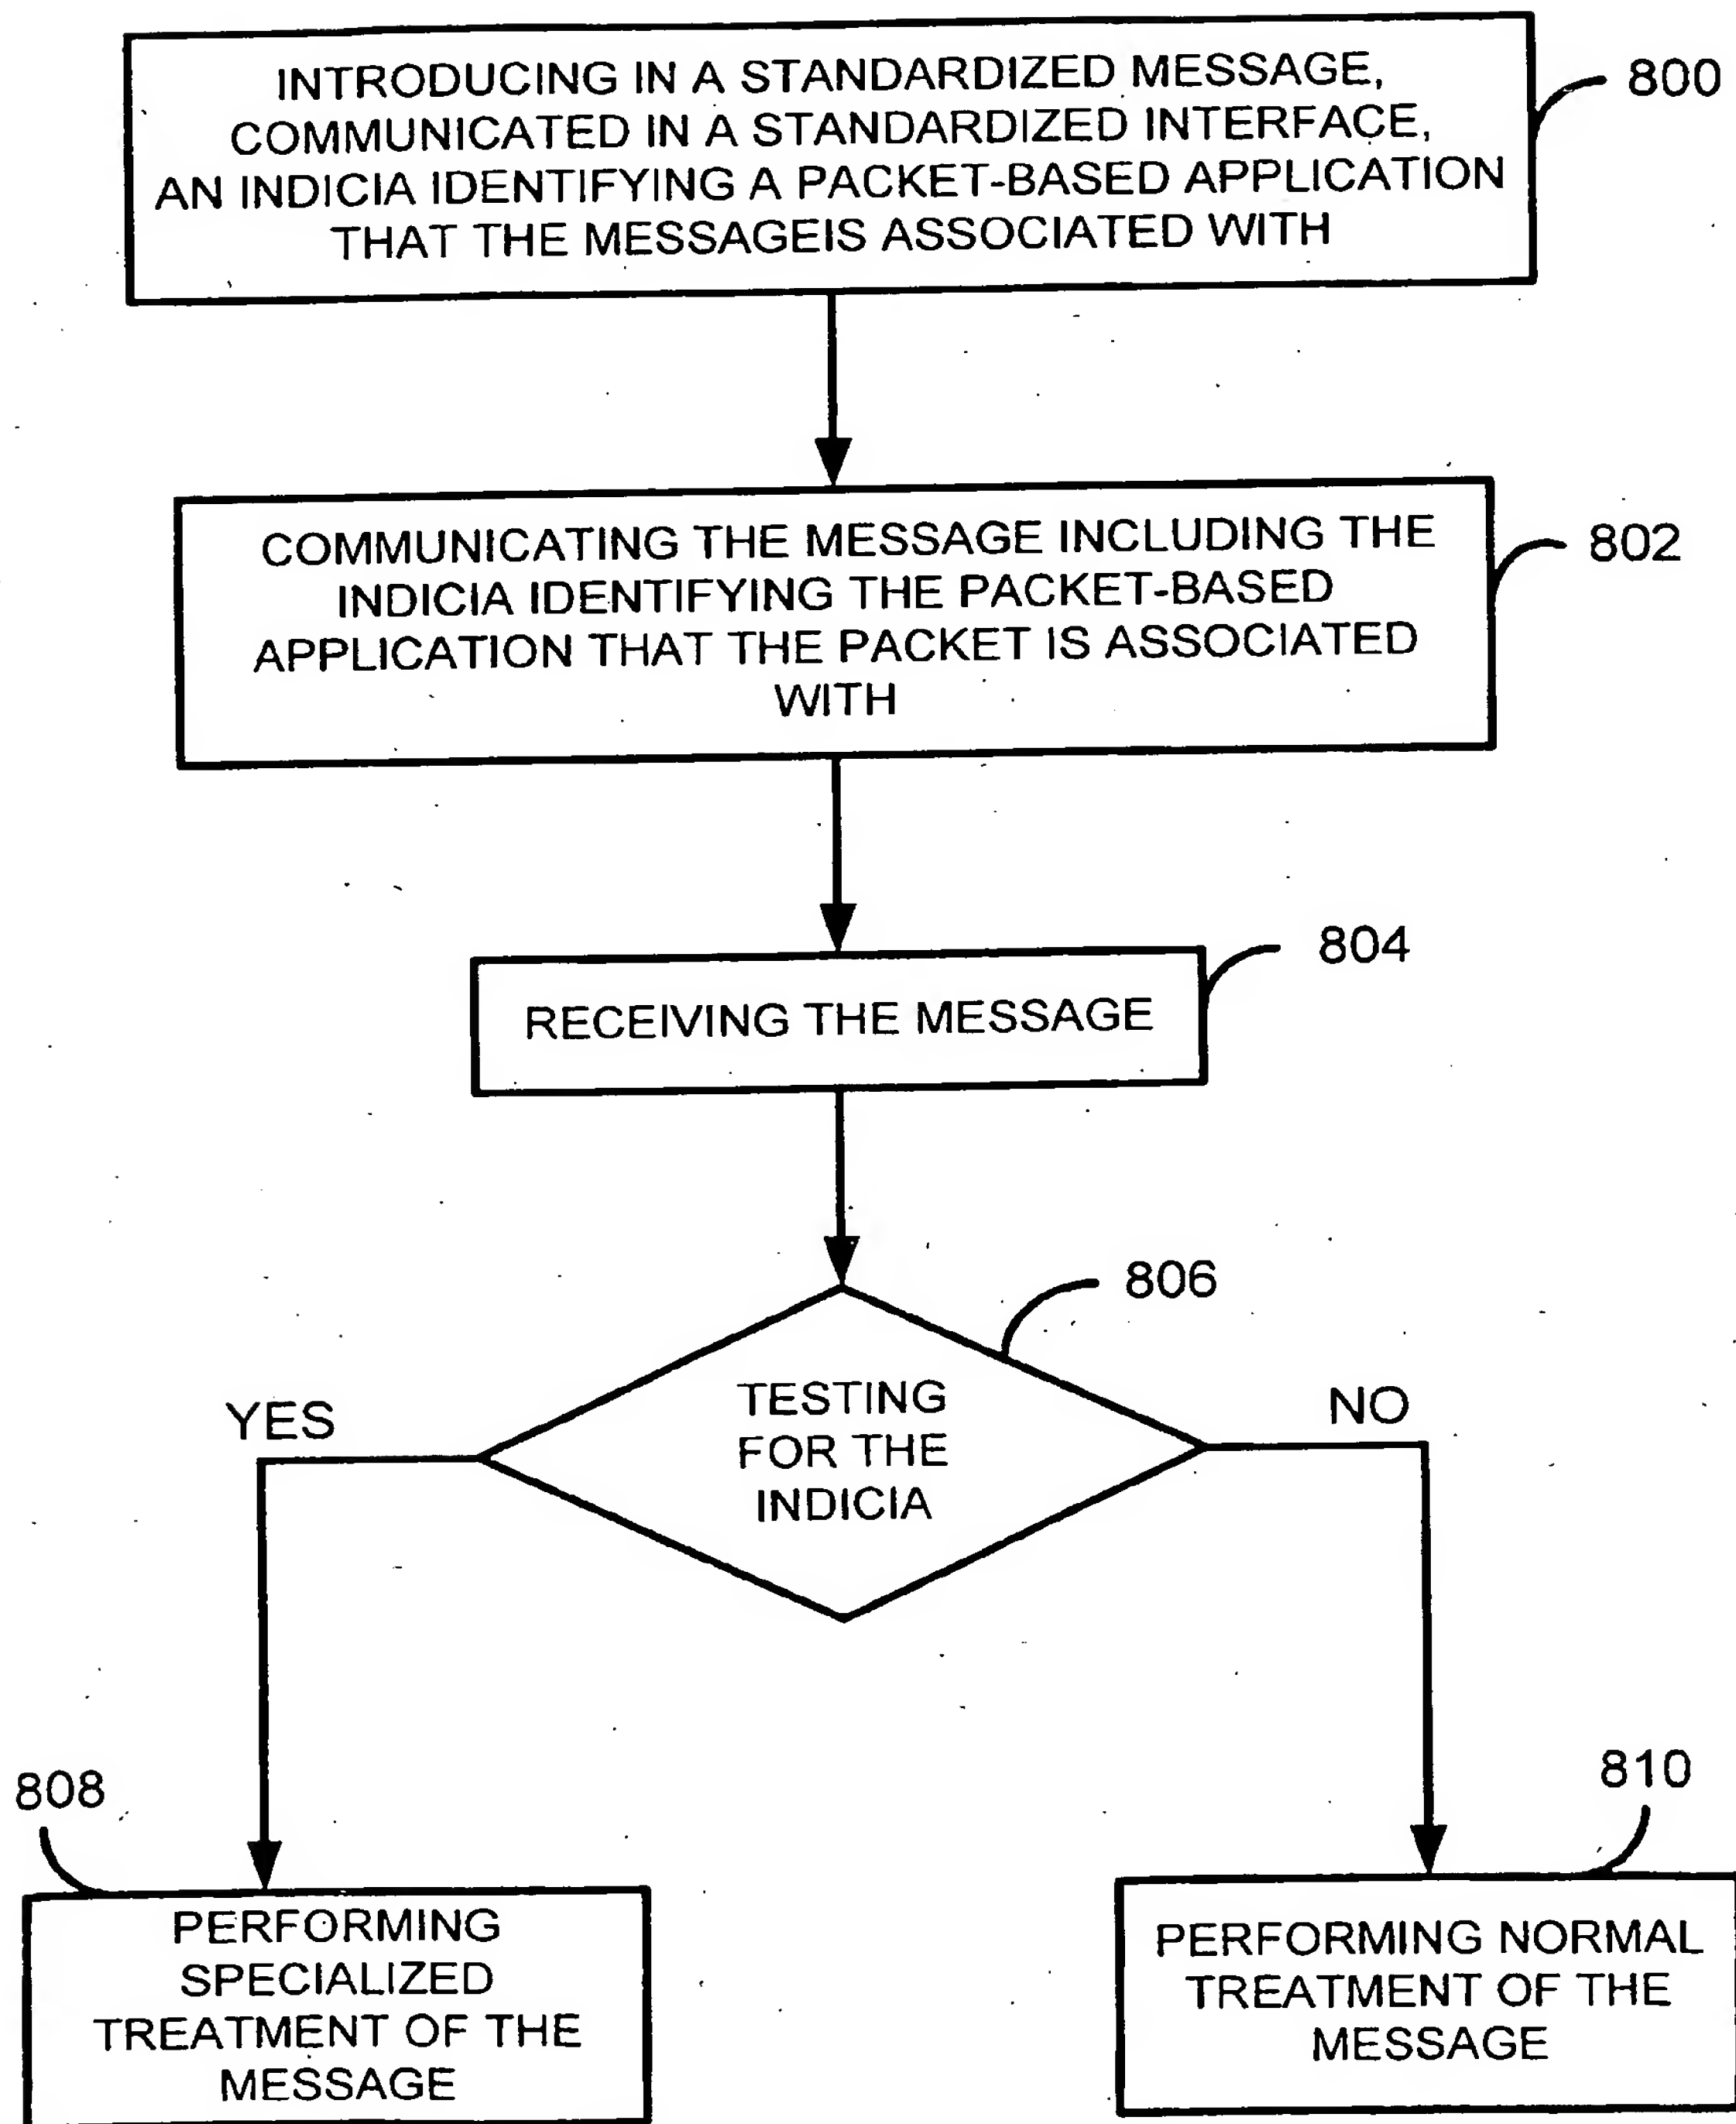 INTRODUCING IN A STANDARDIZED MESSAGE,
COMMUNICATED IN A STANDARDIZED INTERFACE,
AN INDICIA IDENTIFYING A PACKET-BASED APPLICATION
THAT THE MESSAGEIS ASSOCIATED WITH
800
COMMUNICATING THE MESSAGE INCLUDING THE
INDICIA IDENTIFYING THE PACKET-BASED
APPLICATION THAT THE PACKET IS ASSOCIATED
WITH
802
RECEIVING THE MESSAGE
804
806
TESTING
FOR THE
INDICIA
YES
NO
808
PERFORMING
SPECIALIZED
TREATMENT OF THE
MESSAGE
810
PERFORMING NORMAL
TREATMENT OF THE
MESSAGE